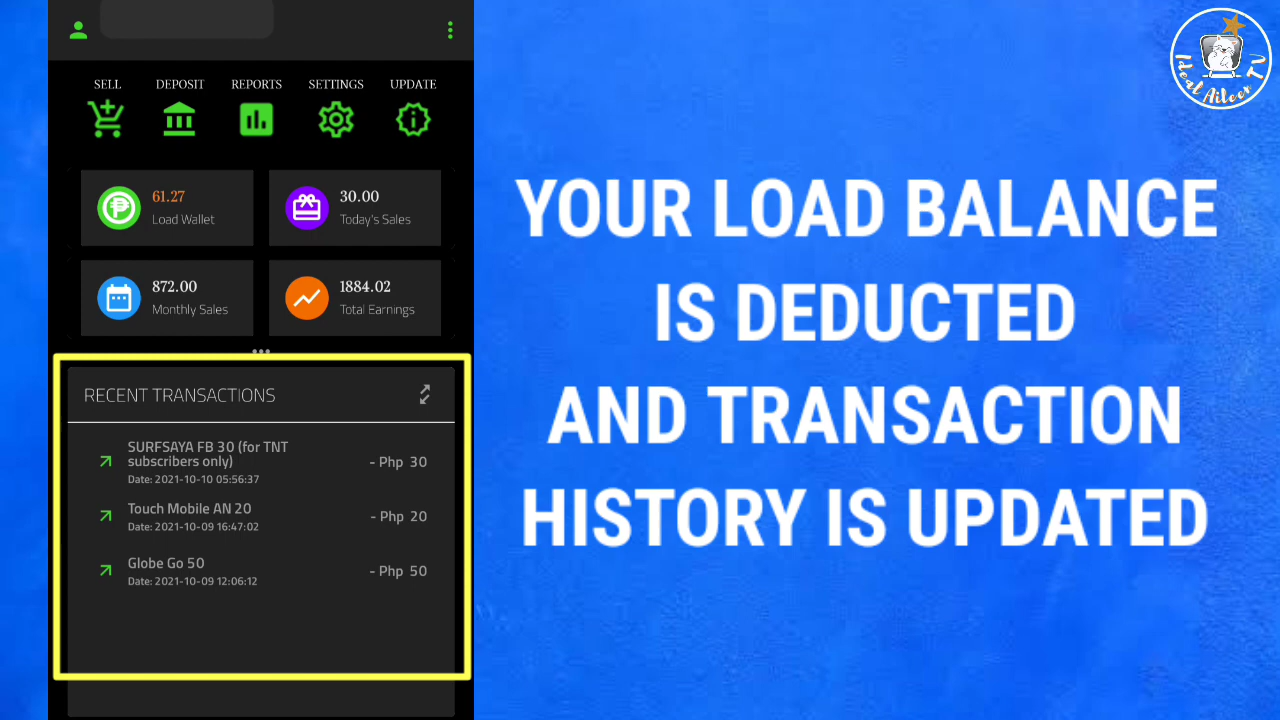 SELL DEPOSIT REPORTS SETTINGS UPDATE
61.27
Load Wallet
30.00
Today's Sales
872.00
Monthly Sales
1884.02
Total Earnings
RECENT TRANSACTIONS
SURFSAYA FB 30 (for TNT
subscribers only)
- Php 30
Date: 2021-10-10 05:56:37
Touch Mobile AN 20
- Php 20
Date: 2021-10-09 16:47:02
Globe Go 50
- Php 50
Date: 2021-10-09 12:06:12
YOUR LOAD BALANCE
IS DEDUCTED
AND TRANSACTION
HISTORY IS UPDATED
Ideal Aileer TV